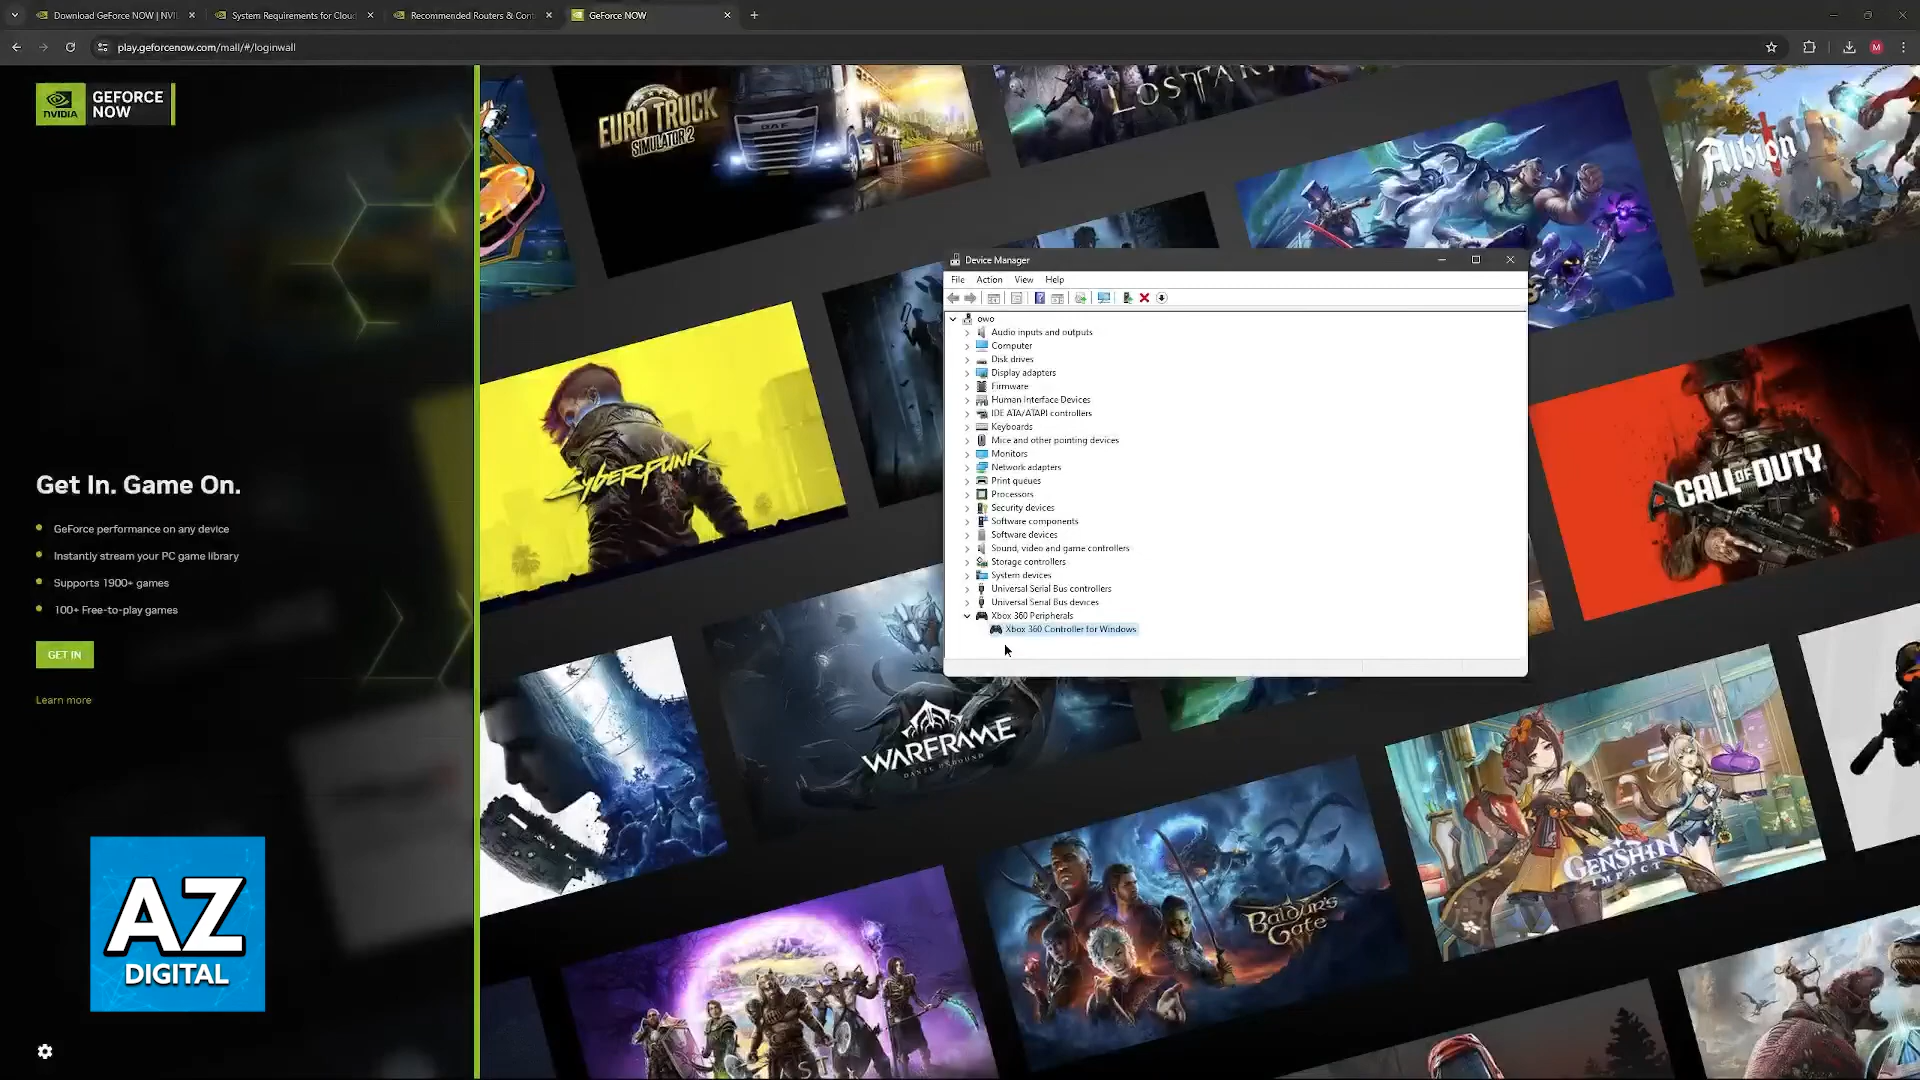 Download GeForce NOW | NVI
System Requirements for Cloud
Recommended Routers & Cont
GeForce NOW
play.geforcenow.com/mall/#/loginwall
M
NVIDIA
GEFORCE
NOW
Get In. Game On.
GeForce performance on any device
Instantly stream your PC game library
Supports 1900+ games
100+ Free-to-play games
GET IN
Learn more
AZ
DIGITAL
EURO TRUCK
SIMULATOR 2
DAF
LOST ARK
Albion
CYBERPUNK
CALL OF DUTY
WARFRAME
DANTE UNBOUND
BALDUR'S
GATE
GENSHIN
IMPACT
Device Manager
File Action View Help
owo
Audio inputs and outputs
Computer
Disk drives
Display adapters
Firmware
Human Interface Devices
IDE ATA/ATAPI controllers
Keyboards
Mice and other pointing devices
Monitors
Network adapters
Print queues
Processors
Security devices
Software components
Software devices
Sound, video and game controllers
Storage controllers
System devices
Universal Serial Bus controllers
Universal Serial Bus devices
Xbox 360 Peripherals
Xbox 360 Controller for Windows